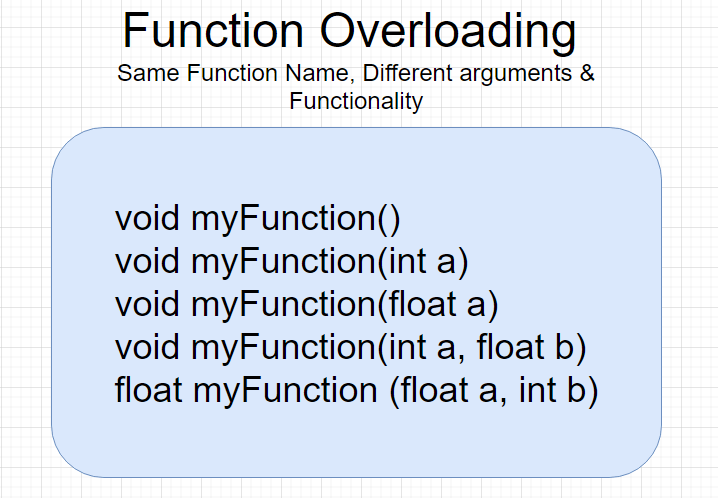 Function Overloading
Same Function Name, Different arguments &
Functionality
void myFunction()
void myFunction(int a)
void myFunction(float a)
void myFunction(int a, float b)
float myFunction (float a, int b)